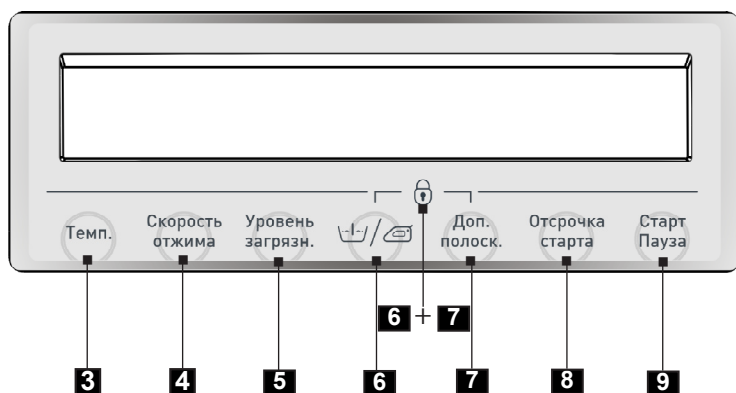 Темп.
Скорость
отжима
Уровень
загрязн.
/
Доп.
полоск.
Отсрочка
старта
Старт
Пауза
6 + 7
3 4 5 6 7 8 9